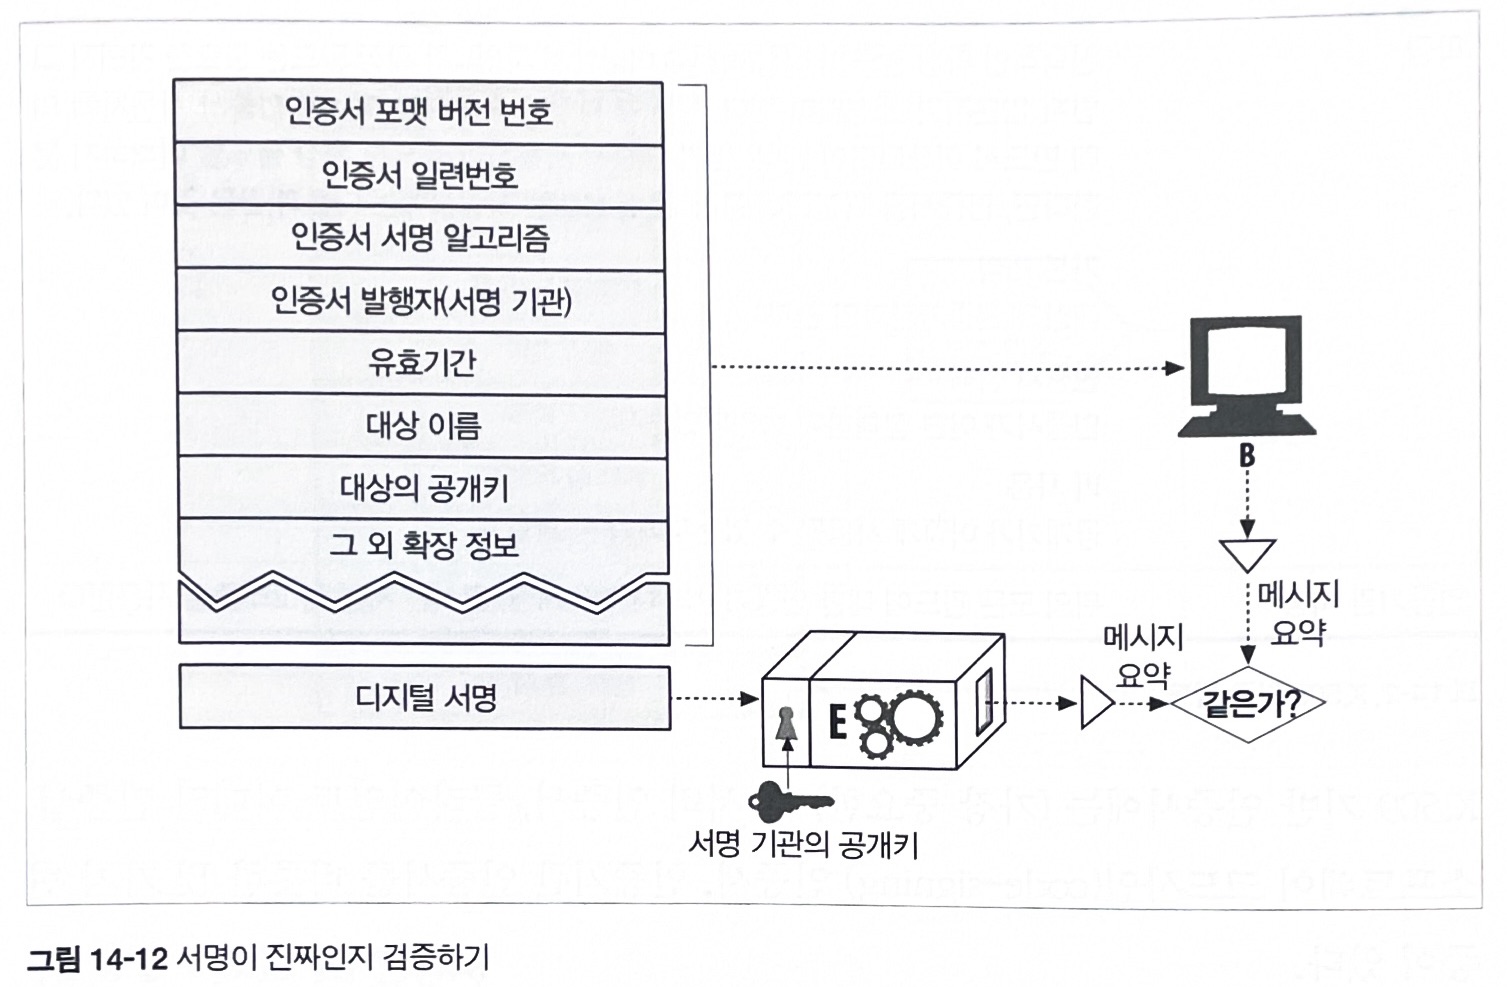 인증서 포맷 버전 번호
인증서 일련번호
인증서 서명 알고리즘
인증서 발행자(서명 기관)
유효기간
대상 이름
대상의 공개키
그 외 확장 정보
디지털 서명
E
서명 기관의 공개키
B
메시지
요약
메시지
요약
같은가?
그림 14-12 서명이 진짜인지 검증하기